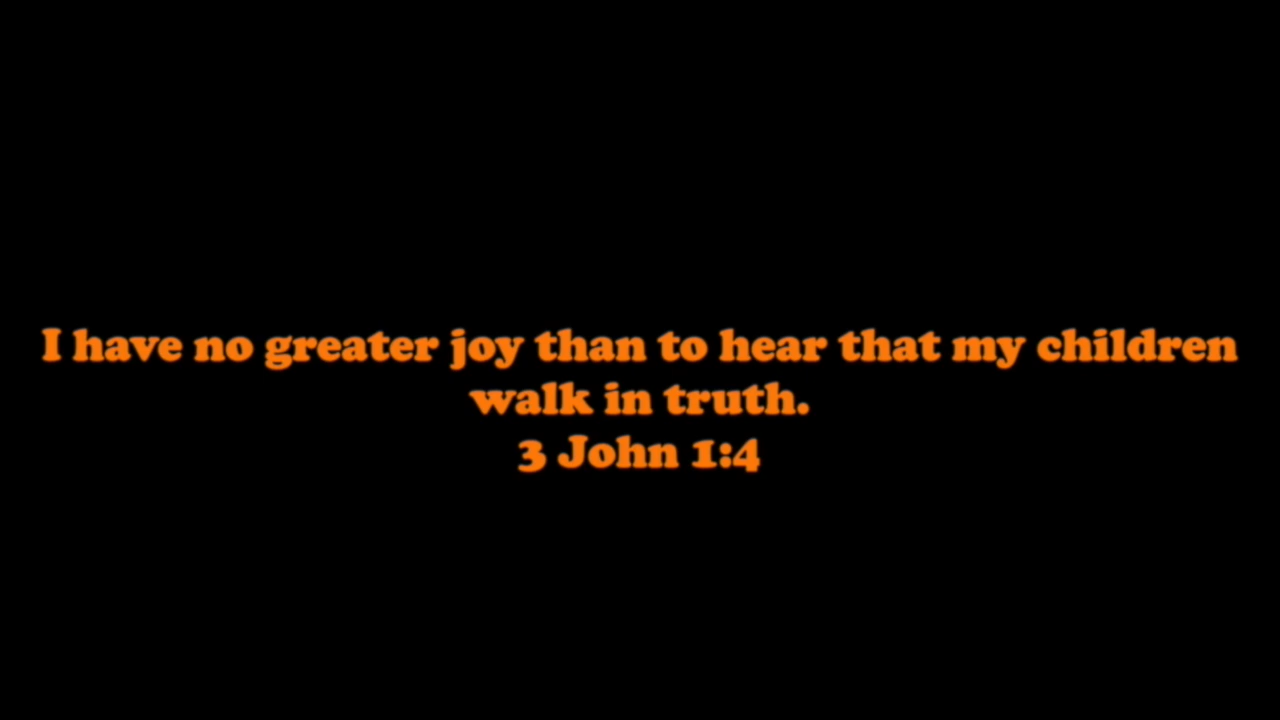 I have no greater joy than to hear that my children
walk in truth.
3 John 1:4